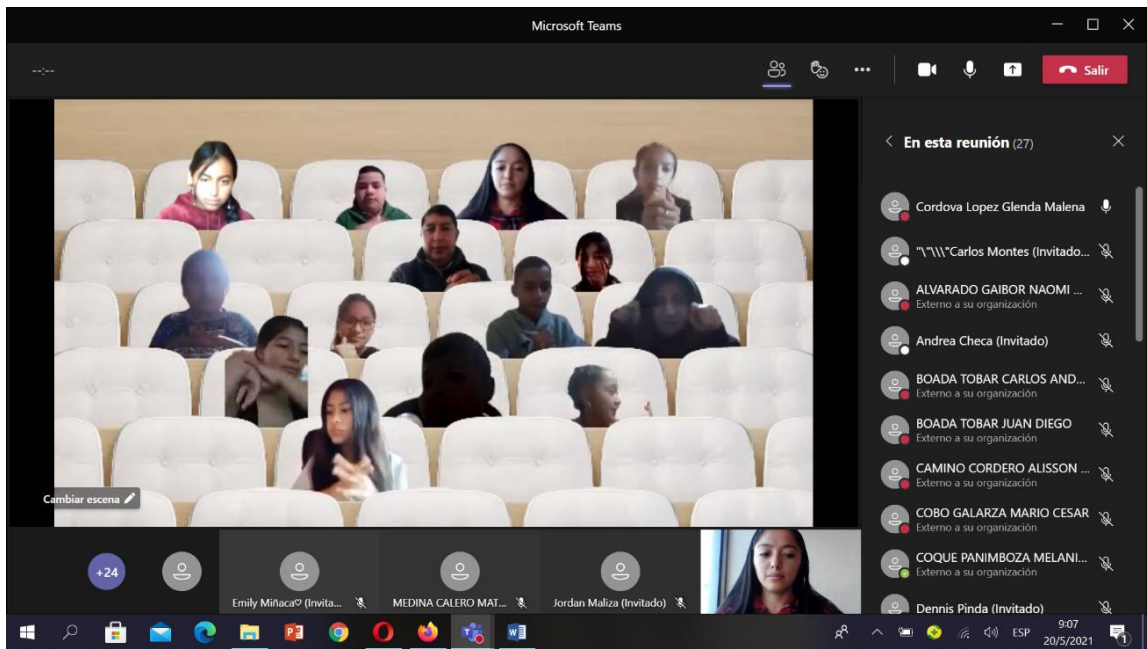 Microsoft Teams
--:--
Salir
En esta reunión (27)
Cordova Lopez Glenda Malena
"\"\\\"Carlos Montes (Invitado...
ALVARADO GAIBOR NAOMI ...
Externo a su organización
Andrea Checa (Invitado)
BOADA TOBAR CARLOS AND...
Externo a su organización
BOADA TOBAR JUAN DIEGO
Externo a su organización
CAMINO CORDERO ALISSON ...
Externo a su organización
COBO GALARZA MARIO CESAR
Externo a su organización
COQUE PANIMBOZA MELANI...
Externo a su organización
Dennis Pinda (Invitado)
Cambiar escena
+24
Emily Miñaca♡ (Invita...
MEDINA CALERO MAT...
Jordan Maliza (Invitado)
ESP
9:07
20/5/2021
1